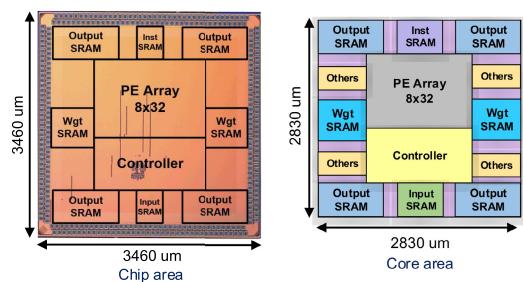 Output
SRAM
Inst
SRAM
Output
SRAM
PE Array
8x32
Wgt
SRAM
Wgt
SRAM
Controller
Output
SRAM
Input
SRAM
Output
SRAM
3460 um
3460 um
Chip area
Output
SRAM
Inst
SRAM
Output
SRAM
Others
PE Array
8x32
Others
Wgt
SRAM
Wgt
SRAM
Others
Controller
Others
Output
SRAM
Input
SRAM
Output
SRAM
2830 um
2830 um
Core area